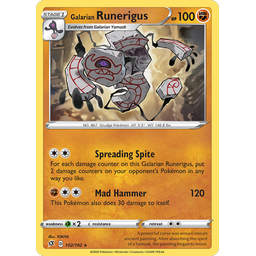 STAGE 1
Galarian Runerigus
HP 100
Evolves from Galarian Yamask
NO. 867 Grudge Pokémon HT: 5'3" WT: 146.8 lbs.
Spreading Spite
For each damage counter on this Galarian Runerigus, put
2 damage counters on your opponent's Pokémon in any
way you like.
Mad Hammer 120
This Pokémon also does 30 damage to itself.
weakness ×2 resistance retreat
A powerful curse was woven into an
ancient painting. After absorbing the spirit
of a human, the painting began to move.
102/192